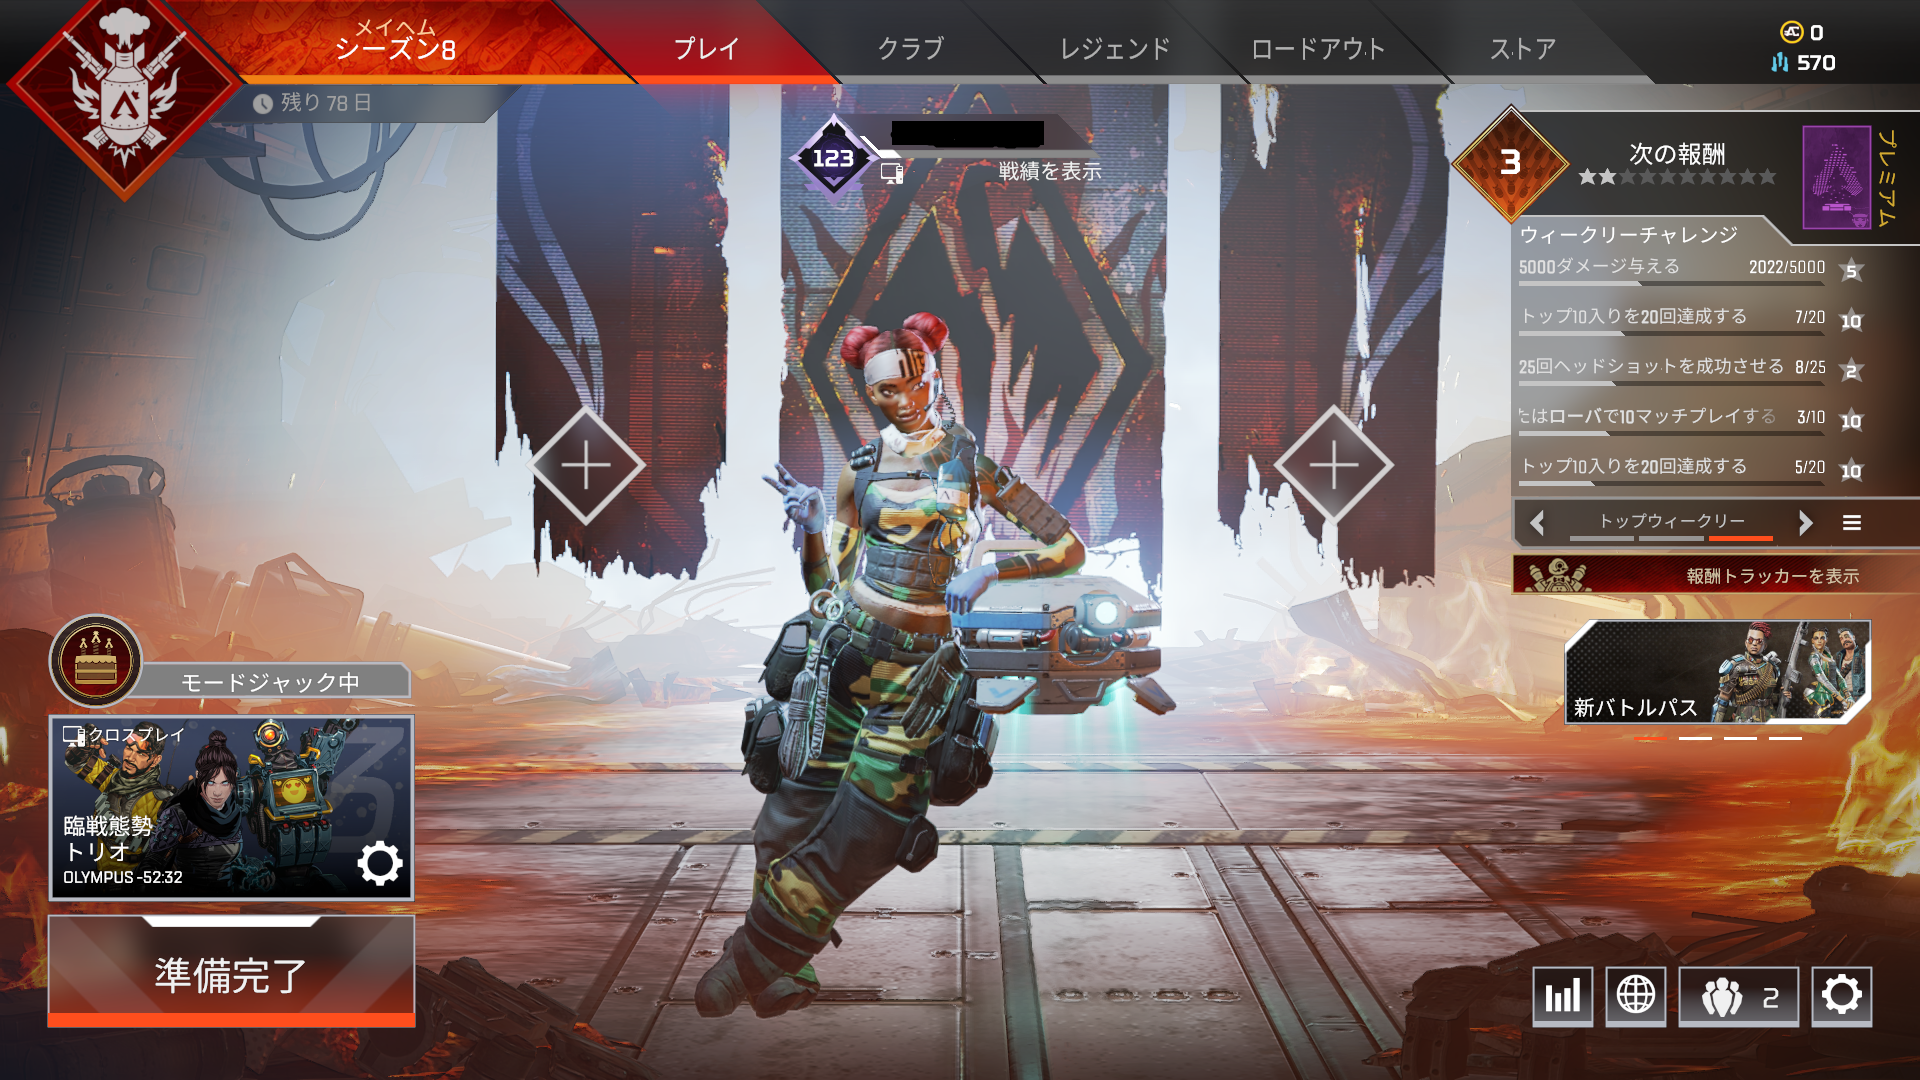 メイヘム
シーズン8
プレイ
クラブ
レジェンド
ロードアウト
ストア
0
570
残り 78 日
123
戦績を表示
3
次の報酬
プレミアム
ウィークリーチャレンジ
5000ダメージ与える 2022/5000 5
トップ10入りを20回達成する 7/20 10
25回ヘッドショットを成功させる 8/25 2
たはローバで10マッチプレイする 3/10 10
トップ10入りを20回達成する 5/20 10
トップウィークリー
報酬トラッカーを表示
新バトルパス
モードジャック中
クロスプレイ
臨戦態勢
トリオ
OLYMPUS -52:32
準備完了
2